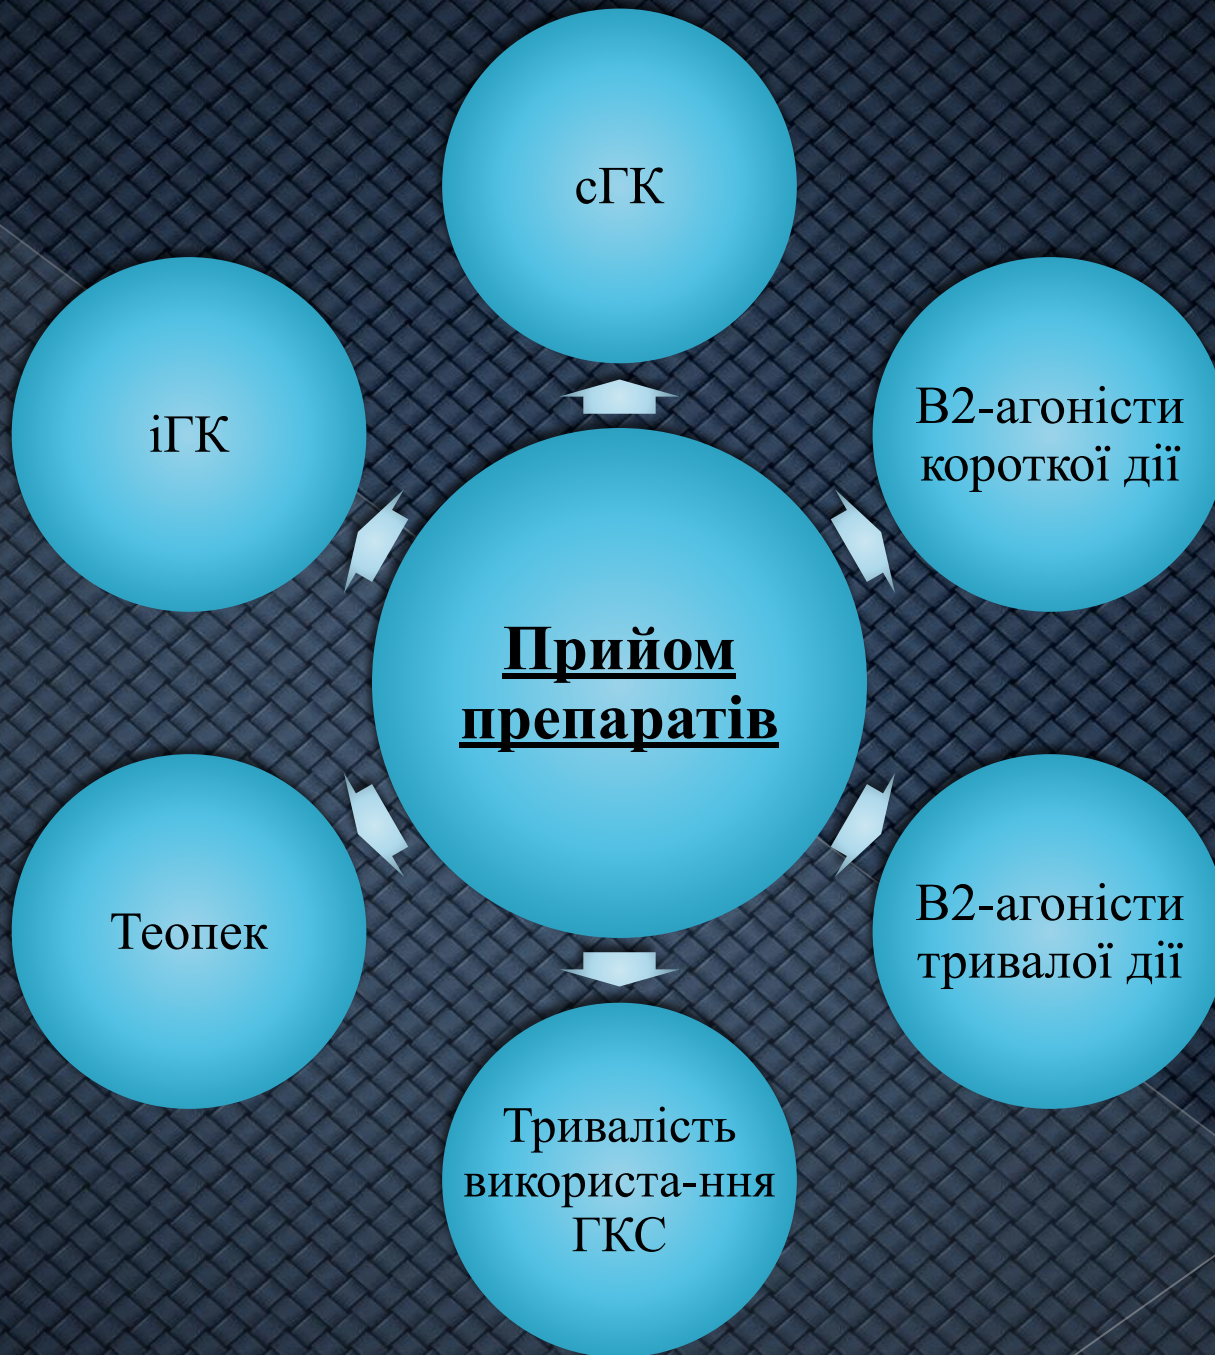 сГК
іГК
В2-агоністи
короткої дії
Прийом
препаратів
Теопек
В2-агоністи
тривалої дії
Тривалість
використа-ння
ГКС